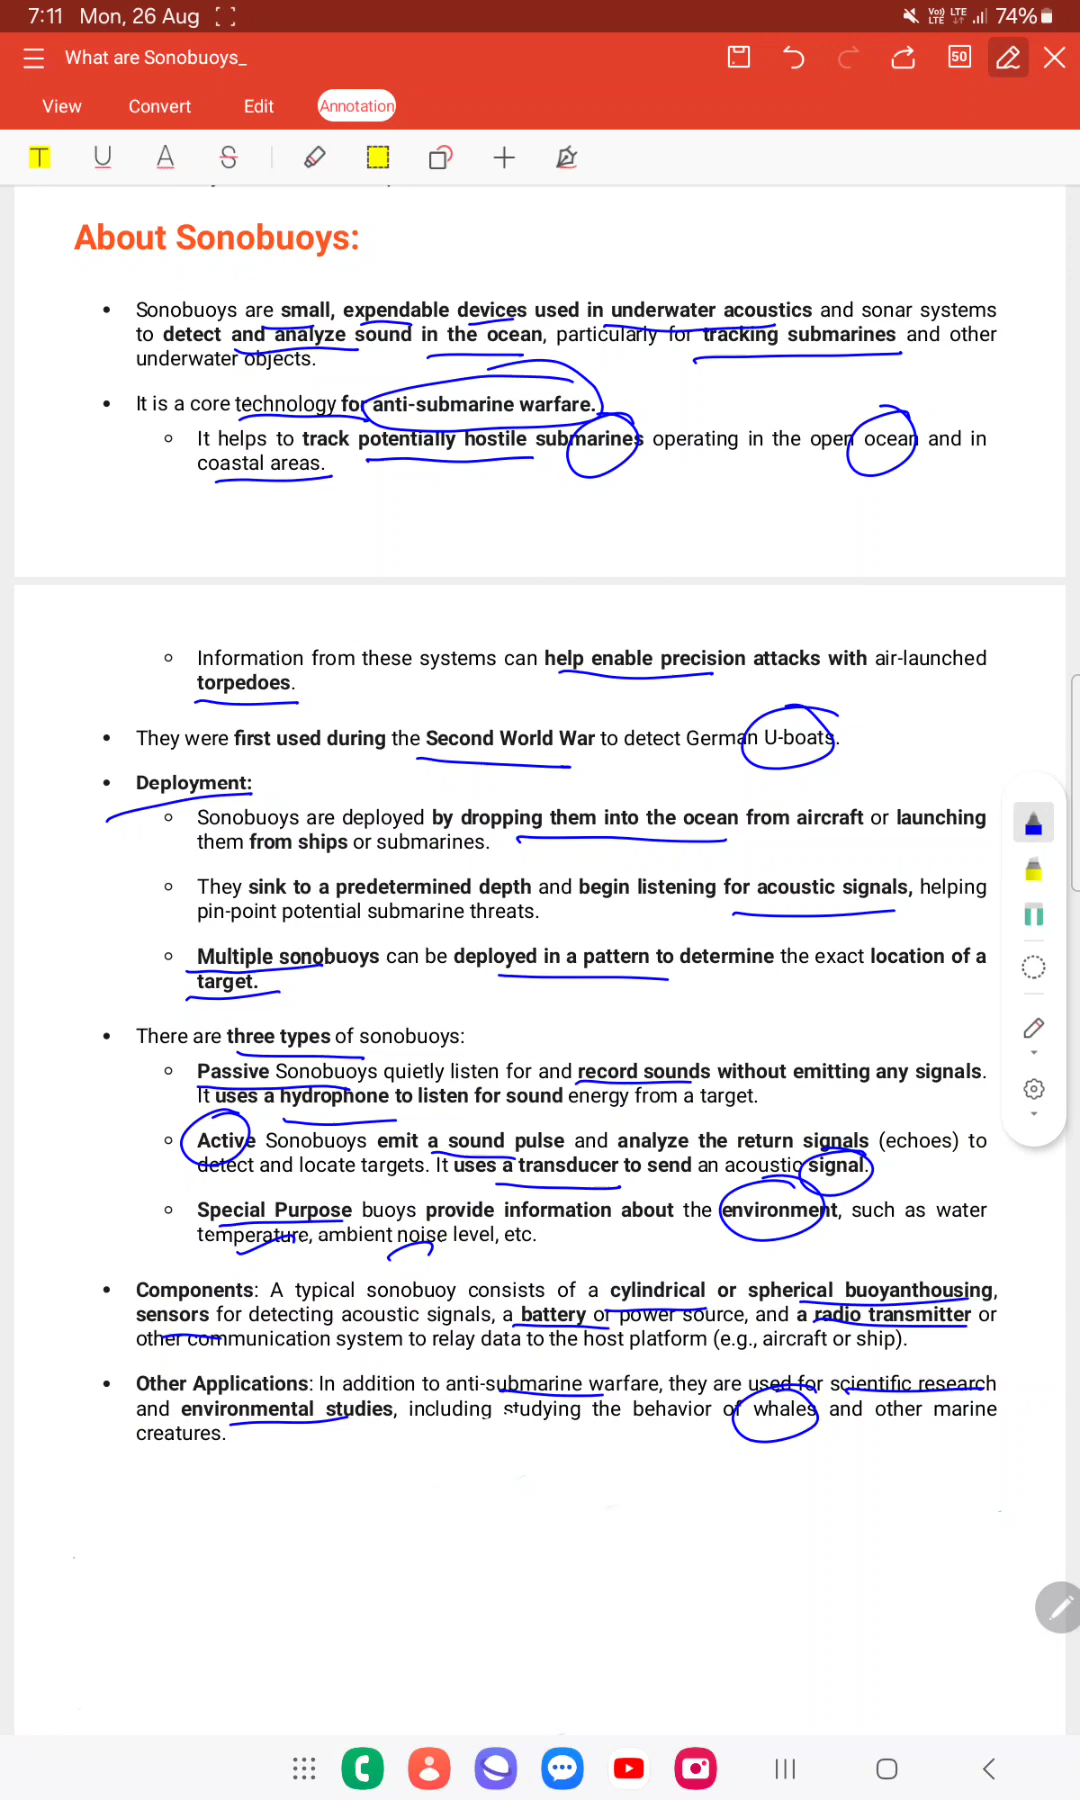 7:11 Mon, 26 Aug
Vo) LTE
LTE
74%
What are Sonobuoys_
50
View Convert Edit Annotation
T U A S
About Sonobuoys:
• Sonobuoys are small, expendable devices used in underwater acoustics and sonar systems
to detect and analyze sound in the ocean, particularly for tracking submarines and other
underwater objects.
• It is a core technology for anti-submarine warfare.
○ It helps to track potentially hostile submarines operating in the open ocean and in
coastal areas.
○ Information from these systems can help enable precision attacks with air-launched
torpedoes.
• They were first used during the Second World War to detect German U-boats.
• Deployment:
○ Sonobuoys are deployed by dropping them into the ocean from aircraft or launching
them from ships or submarines.
○ They sink to a predetermined depth and begin listening for acoustic signals, helping
pin-point potential submarine threats.
○ Multiple sonobuoys can be deployed in a pattern to determine the exact location of a
target.
• There are three types of sonobuoys:
○ Passive Sonobuoys quietly listen for and record sounds without emitting any signals.
It uses a hydrophone to listen for sound energy from a target.
○ Active Sonobuoys emit a sound pulse and analyze the return signals (echoes) to
detect and locate targets. It uses a transducer to send an acoustic signal.
○ Special Purpose buoys provide information about the environment, such as water
temperature, ambient noise level, etc.
• Components: A typical sonobuoy consists of a cylindrical or spherical buoyanthousing,
sensors for detecting acoustic signals, a battery or power source, and a radio transmitter or
other communication system to relay data to the host platform (e.g., aircraft or ship).
• Other Applications: In addition to anti-submarine warfare, they are used for scientific research
and environmental studies, including studying the behavior of whales and other marine
creatures.